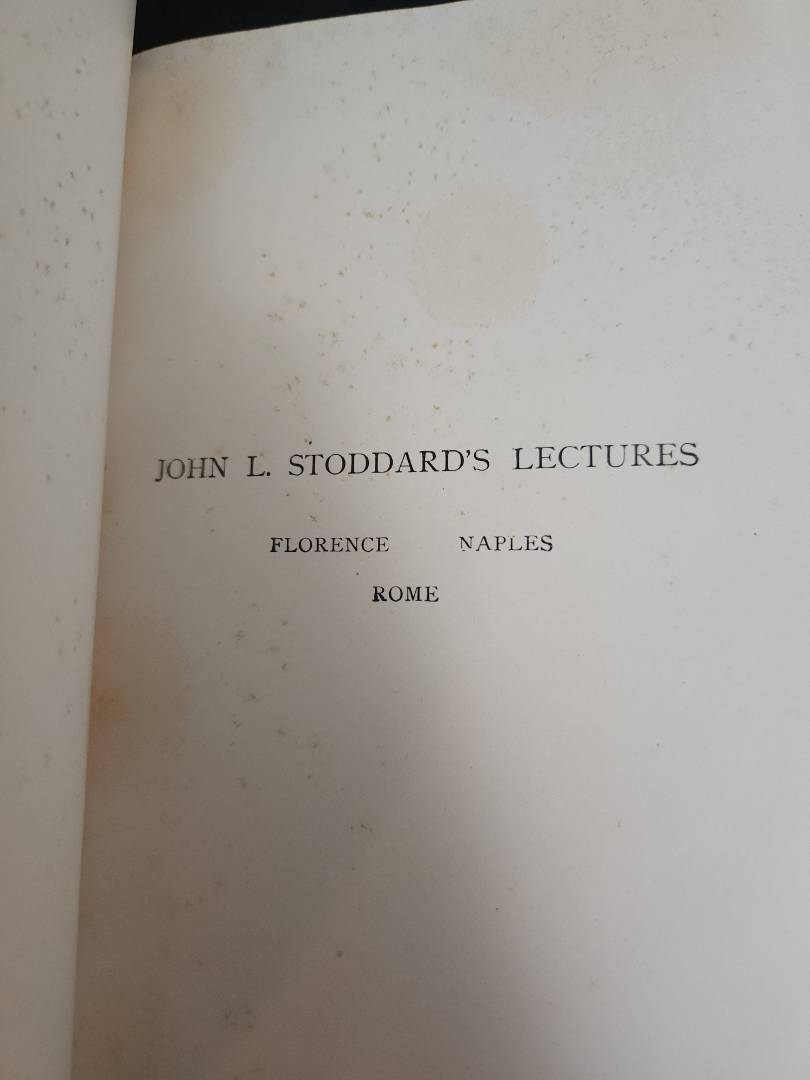 JOHN L. STODDARD'S LECTURES
FLORENCE NAPLES
ROME